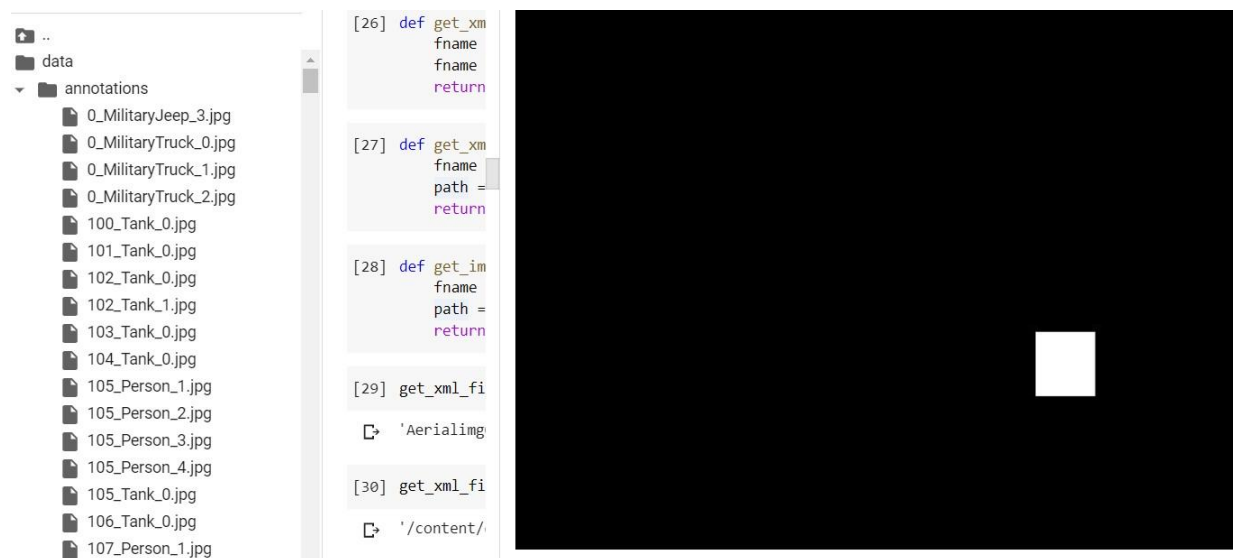 ..
data
annotations
0_MilitaryJeep_3.jpg
0_MilitaryTruck_0.jpg
0_MilitaryTruck_1.jpg
0_MilitaryTruck_2.jpg
100_Tank_0.jpg
101_Tank_0.jpg
102_Tank_0.jpg
102_Tank_1.jpg
103_Tank_0.jpg
104_Tank_0.jpg
105_Person_1.jpg
105_Person_2.jpg
105_Person_3.jpg
105_Person_4.jpg
105_Tank_0.jpg
106_Tank_0.jpg
107_Person_1.jpg
[26] def get_xm
fname
fname
return
[27] def get_xm
fname
path =
return
[28] def get_im
fname
path =
return
[29] get_xml_fi
'Aerialimg
[30] get_xml_fi
'/content/